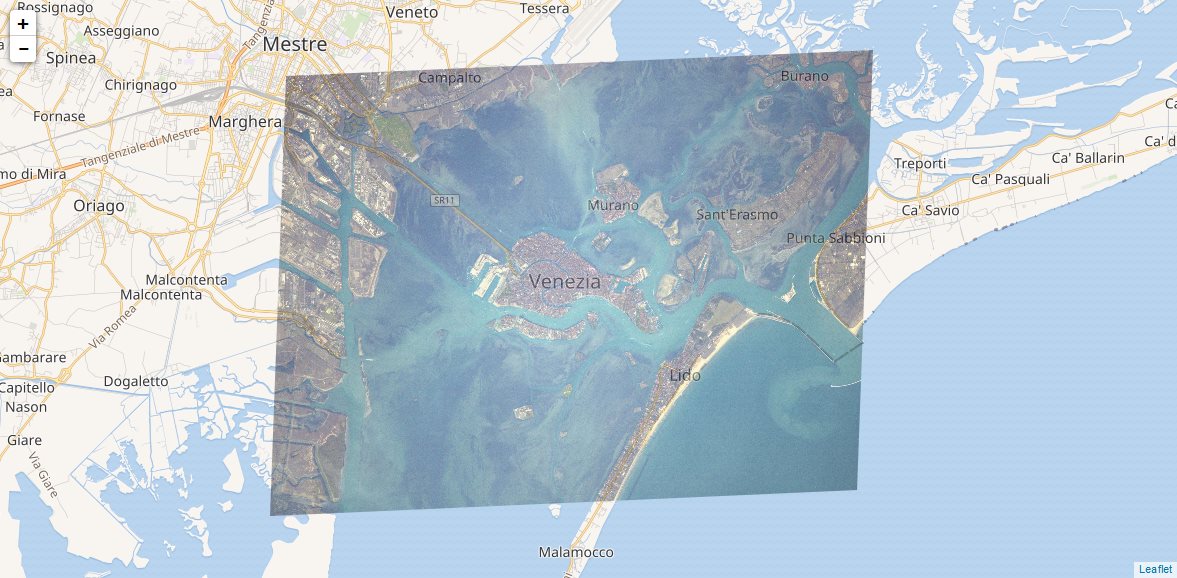 Rossignago
Veneto
Tessera
+
Asseggiano
Tangenzia
Mestre
−
Spinea
Campalto
Burano
Chirignago
Fornase
Marghera
Ca' Ballarin
Ca' d
Tangenziale di Mestre
Treporti
mo di Mira
Ca' Pasquali
SR11
Oriago
Murano
Sant'Erasmo
Ca' Savio
Punta Sabbioni
Malcontenta
Venezia
Malcontenta
Via Romea
Gambarare
Dogaletto
Lido
Capitello
Nason
Giare
Via Giare
Malamocco
Leaflet